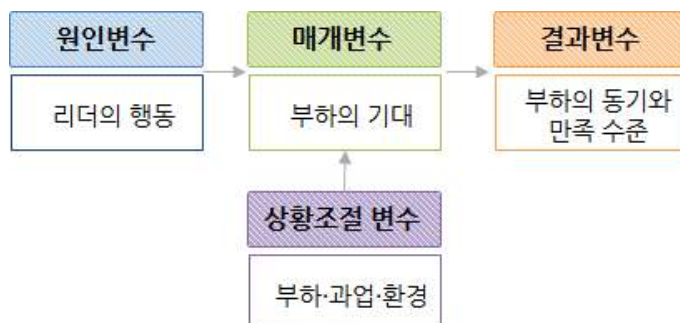 원인변수
매개변수
결과변수
리더의 행동
부하의 기대
부하의 동기와
만족 수준
상황조절 변수
부하·과업·환경